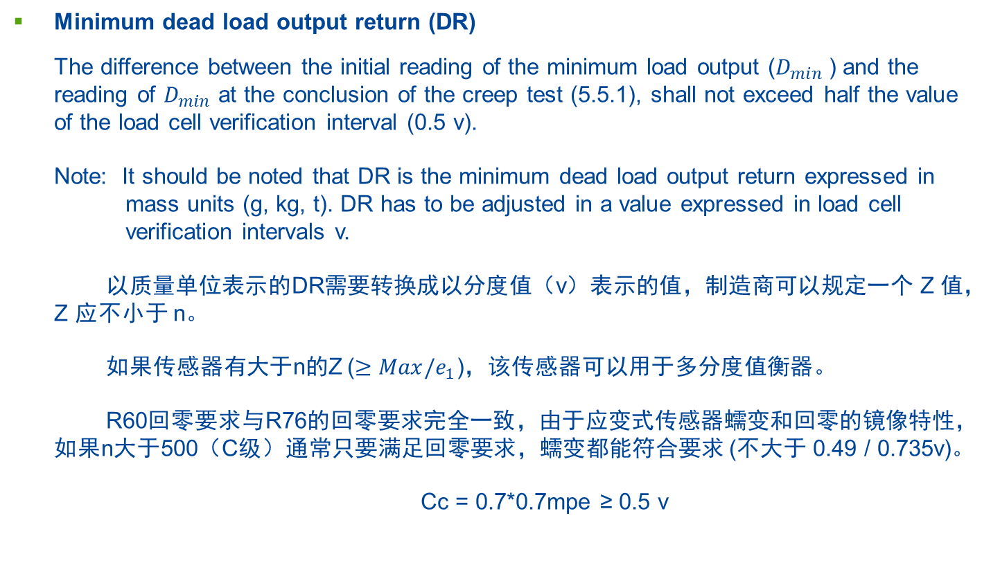 ▪ Minimum dead load output return (DR)
The difference between the initial reading of the minimum load output (𝐷𝑚𝑖𝑛 ) and the
reading of 𝐷𝑚𝑖𝑛 at the conclusion of the creep test (5.5.1), shall not exceed half the value
of the load cell verification interval (0.5 v).
Note: It should be noted that DR is the minimum dead load output return expressed in
mass units (g, kg, t). DR has to be adjusted in a value expressed in load cell
verification intervals v.
以质量单位表示的DR需要转换成以分度值（v）表示的值，制造商可以规定一个 Z 值，
Z 应不小于 n。
如果传感器有大于n的Z (≥ 𝑀𝑎𝑥/𝑒1)，该传感器可以用于多分度值衡器。
R60回零要求与R76的回零要求完全一致，由于应变式传感器蠕变和回零的镜像特性，
如果n大于500（C级）通常只要满足回零要求，蠕变都能符合要求 (不大于 0.49 / 0.735v)。
Cc = 0.7*0.7mpe ≥ 0.5 v